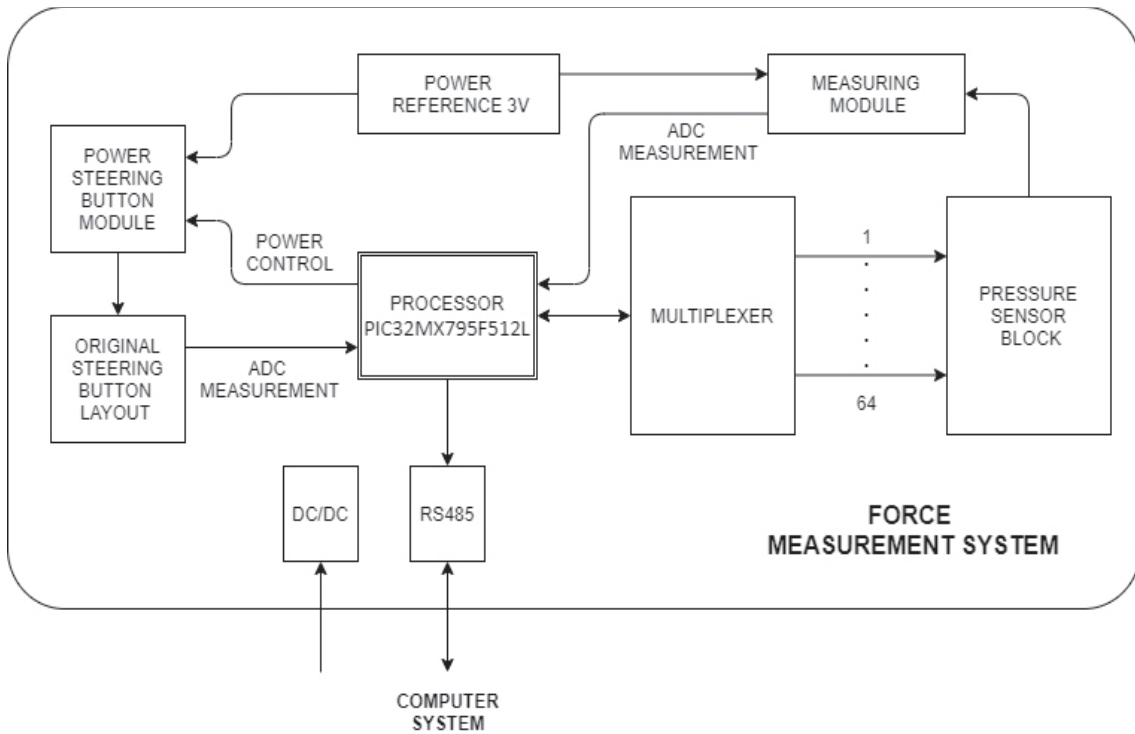 POWER
REFERENCE 3V
MEASURING
MODULE
ADC
MEASUREMENT
POWER
STEERING
BUTTON
MODULE
POWER
CONTROL
PROCESSOR
PIC32MX795F512L
MULTIPLEXER
1
64
PRESSURE
SENSOR
BLOCK
ORIGINAL
STEERING
BUTTON
LAYOUT
ADC
MEASUREMENT
DC/DC
RS485
FORCE
MEASUREMENT SYSTEM
COMPUTER
SYSTEM